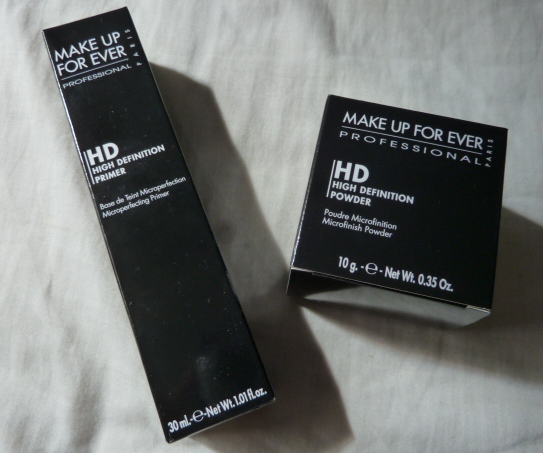 MAKE UP
FOR EVER
PROFESSIONAL
PARIS
HD
HIGH DEFINITION
PRIMER
Base de Teint Microperfection
Microperfecting Primer
30 ml.-e-Net Wt.1.01fl.oz.
MAKE UP FOR EVER
PROFESSIONAL
PARIS
HD
HIGH DEFINITION
POWDER
Poudre Microfinition
Microfinish Powder
10 g. -e- Net Wt. 0.35 Oz.